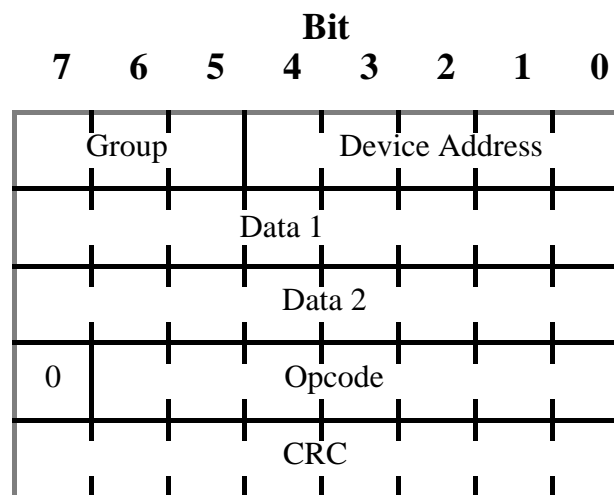 Bit
7 6 5 4 3 2 1 0
Group Device Address
Data 1
Data 2
0 Opcode
CRC